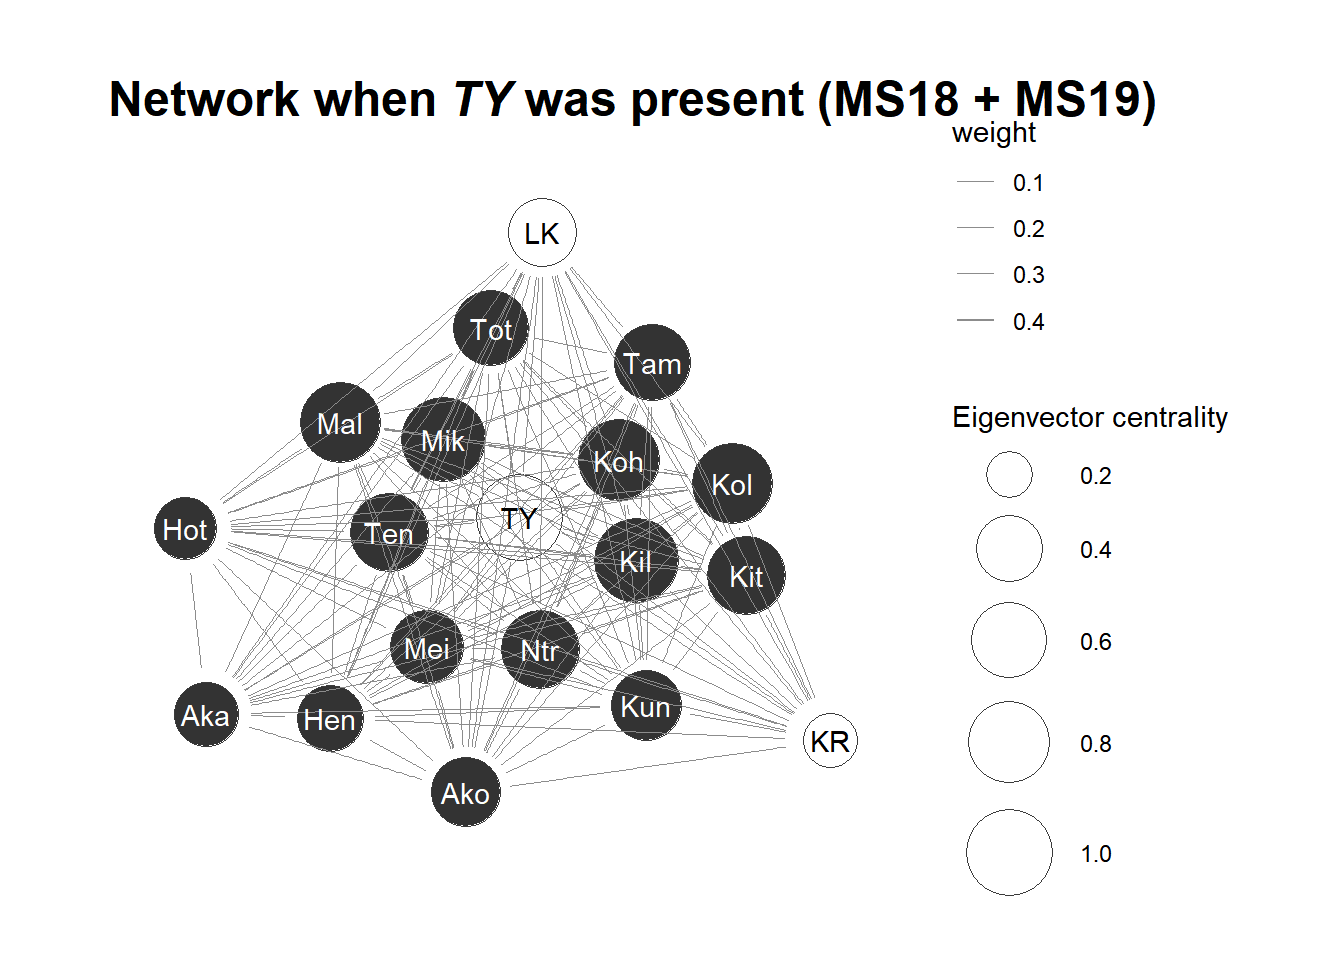 Network when TY was present (MS18 + MS19)
weight
0.1
0.2
0.3
0.4
Eigenvector centrality
0.2
0.4
0.6
0.8
1.0
LK
Tot
Tam
Mal
Mik
Koh
Kol
Hot
Ten
TY
Kil
Kit
Mei
Ntr
Aka
Hen
Kun
KR
Ako